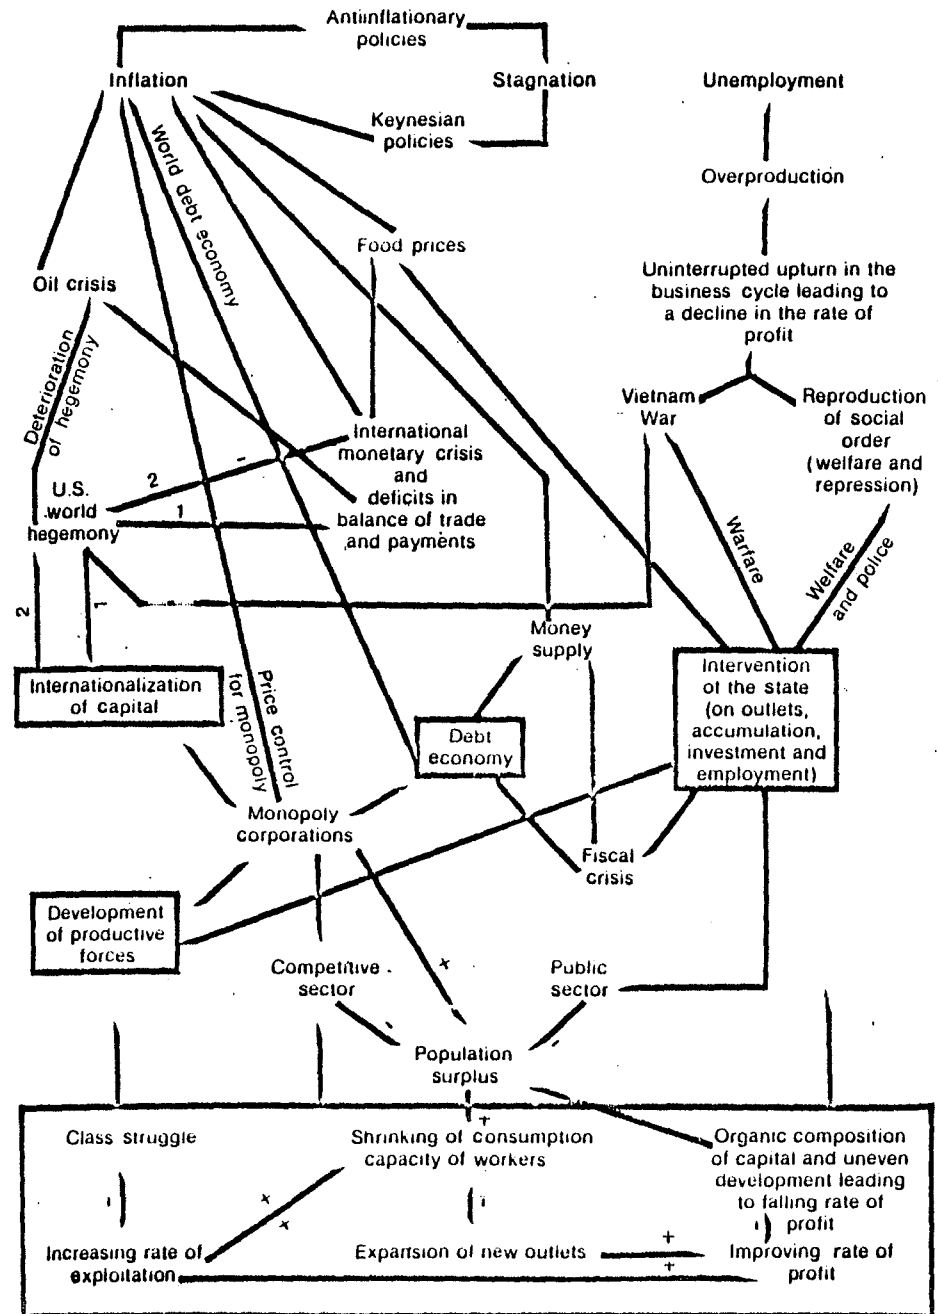 Antiinflationary
policies
Inflation
Stagnation
Unemployment
Keynesian
policies
World debt economy
Overproduction
Food prices
Oil crisis
Uninterrupted upturn in the
business cycle leading to
a decline in the rate of
profit
Deterioration
of hegemony
Vietnam
War
Reproduction
of social
order
(welfare and
repression)
International
monetary crisis
and
deficits in
balance of trade
and payments
2
-
1
U.S.
world
hegemony
Warfare
Welfare
and police
2
1
Money
supply
Internationalization
of capital
Price control
for monopoly
Intervention
of the state
(on outlets,
accumulation,
investment and
employment)
Debt
economy
Monopoly
corporations
Fiscal
crisis
Development
of productive
forces
Competitive
sector
+
Public
sector
-
-
Population
surplus
+
Class struggle
Shrinking of consumption
capacity of workers
Organic composition
of capital and uneven
development leading
to falling rate of
profit
+
+
Increasing rate of
exploitation
Expansion of new outlets
+
+
Improving rate of
profit